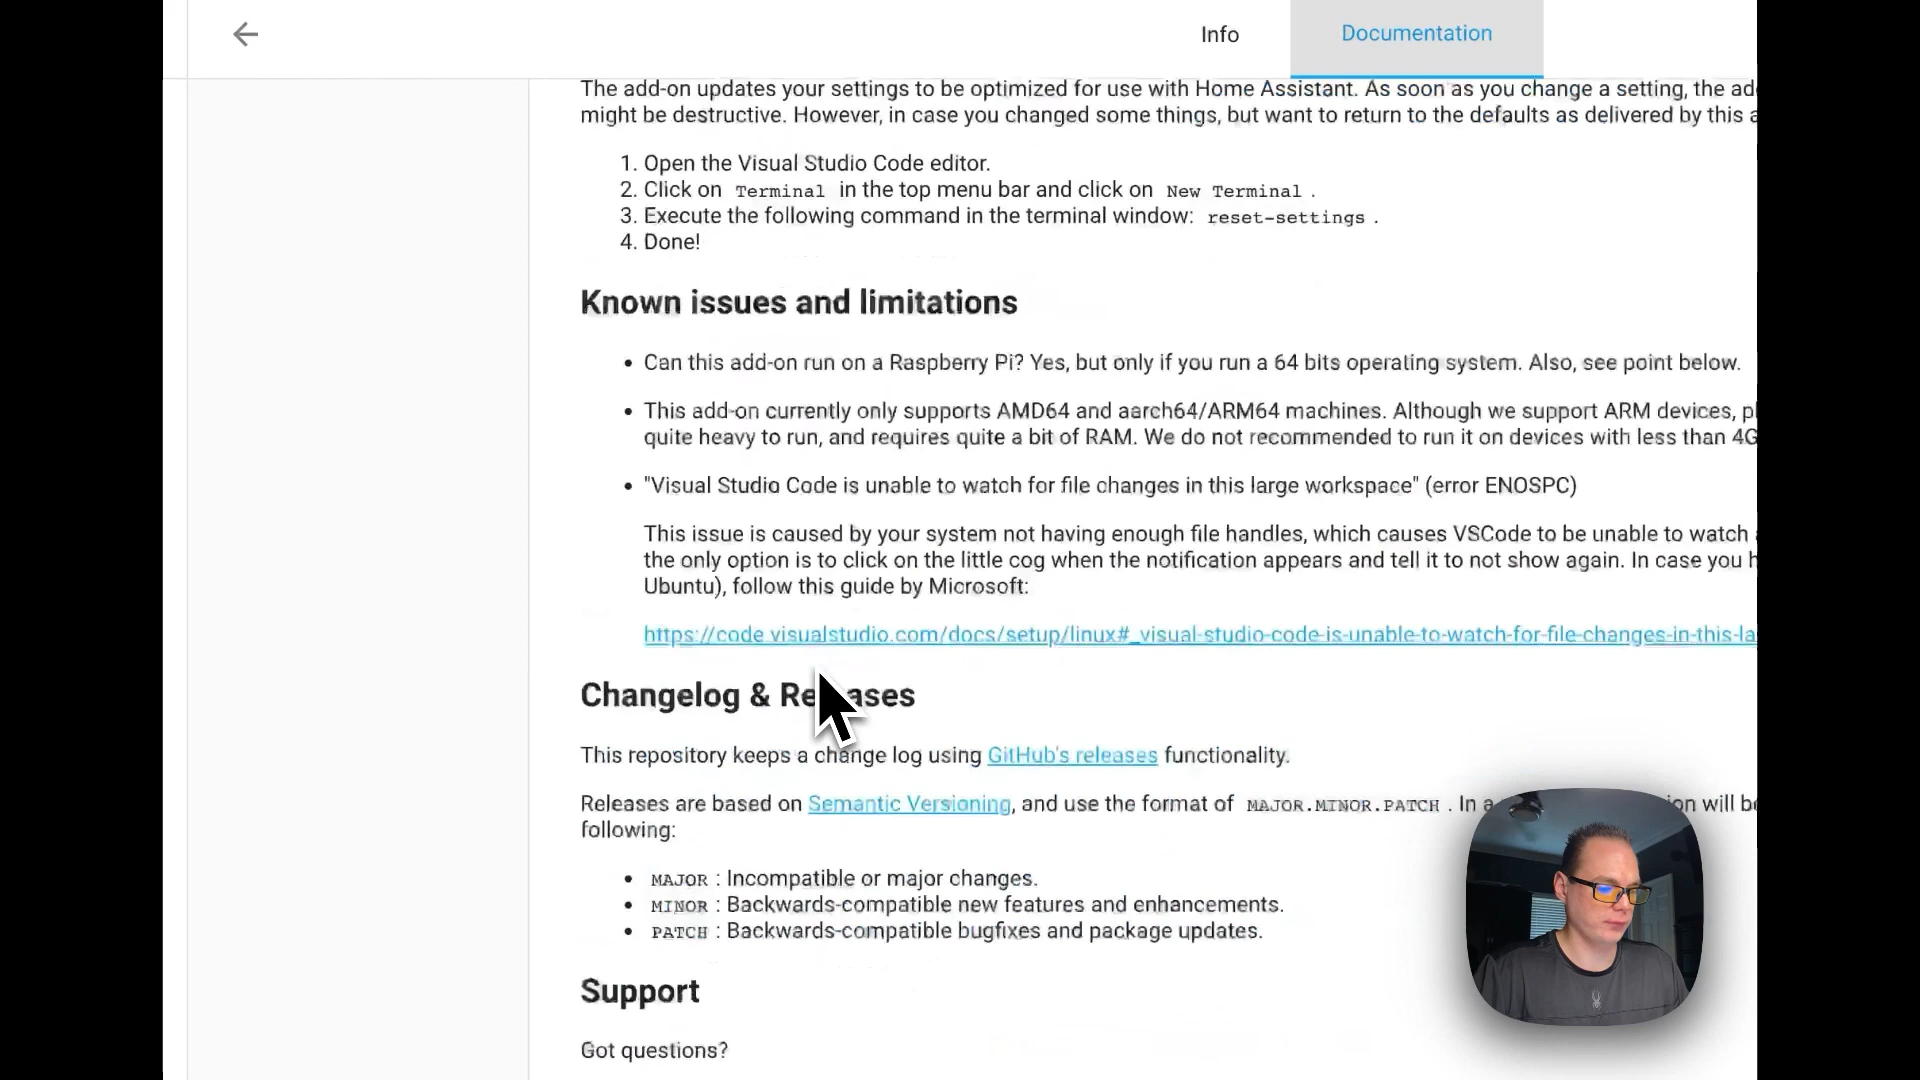 Info
Documentation
The add-on updates your settings to be optimized for use with Home Assistant. As soon as you change a setting, the
might be destructive. However, in case you changed some things, but want to return to the defaults as delivered by this
1. Open the Visual Studio Code editor.
2. Click on Terminal in the top menu bar and click on New Terminal .
3. Execute the following command in the terminal window: reset-settings .
4. Done!
Known issues and limitations
• Can this add-on run on a Raspberry Pi? Yes, but only if you run a 64 bits operating system. Also, see point below.
• This add-on currently only supports AMD64 and aarch64/ARM64 machines. Although we support ARM devices,
quite heavy to run, and requires quite a bit of RAM. We do not recommended to run it on devices with less than 4G
• "Visual Studio Code is unable to watch for file changes in this large workspace" (error ENOSPC)
This issue is caused by your system not having enough file handles, which causes VSCode to be unable to watch
the only option is to click on the little cog when the notification appears and tell it to not show again. In case you
Ubuntu), follow this guide by Microsoft:
https://code.visualstudio.com/docs/setup/linux#_visual-studio-code-is-unable-to-watch-for-file-changes-in-this-la
Changelog & Releases
This repository keeps a change log using GitHub's releases functionality.
Releases are based on Semantic Versioning, and use the format of MAJOR.MINOR.PATCH . In a will be
following:
• MAJOR : Incompatible or major changes.
• MINOR : Backwards-compatible new features and enhancements.
• PATCH : Backwards-compatible bugfixes and package updates.
Support
Got questions?